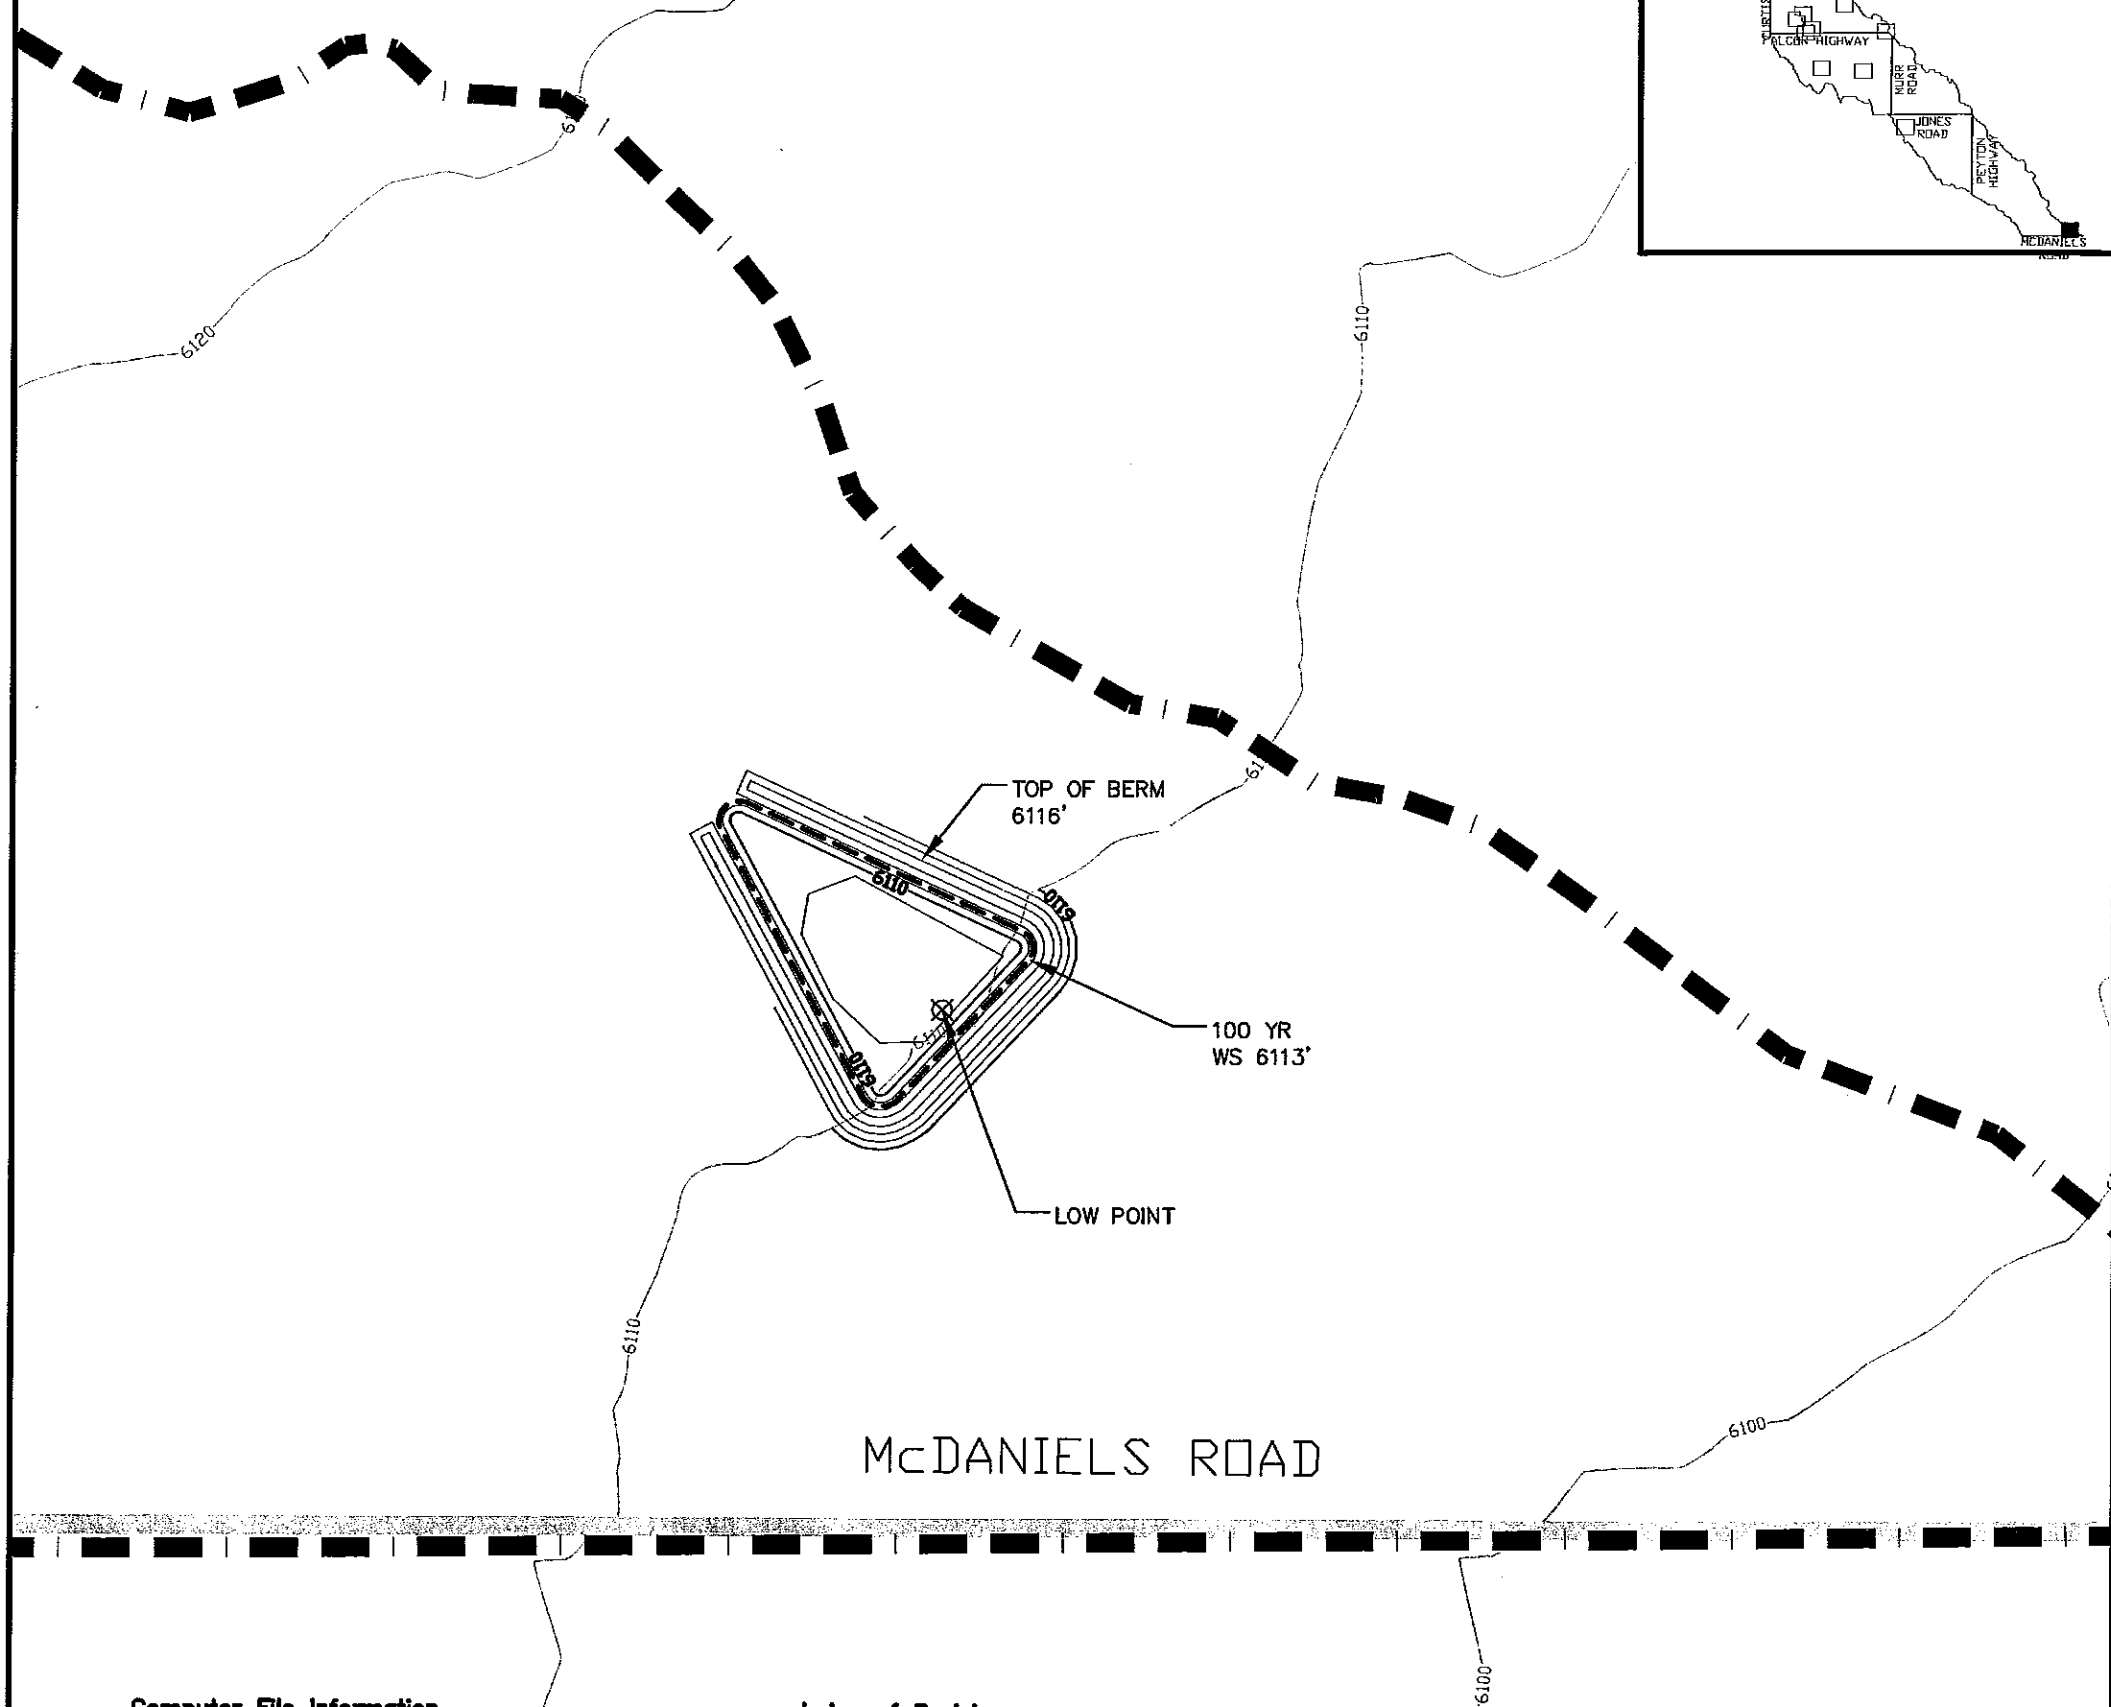 FALCON HIGHWAY
MURR
ROAD
JONES
ROAD
PEYTON
HIGHWAY
McDANIELS
ROAD
6120
6110
TOP OF BERM
6116'
6110
6110
100 YR
WS 6113'
6110
LOW POINT
6110
6100
McDANIELS ROAD
6100
Computer File Information